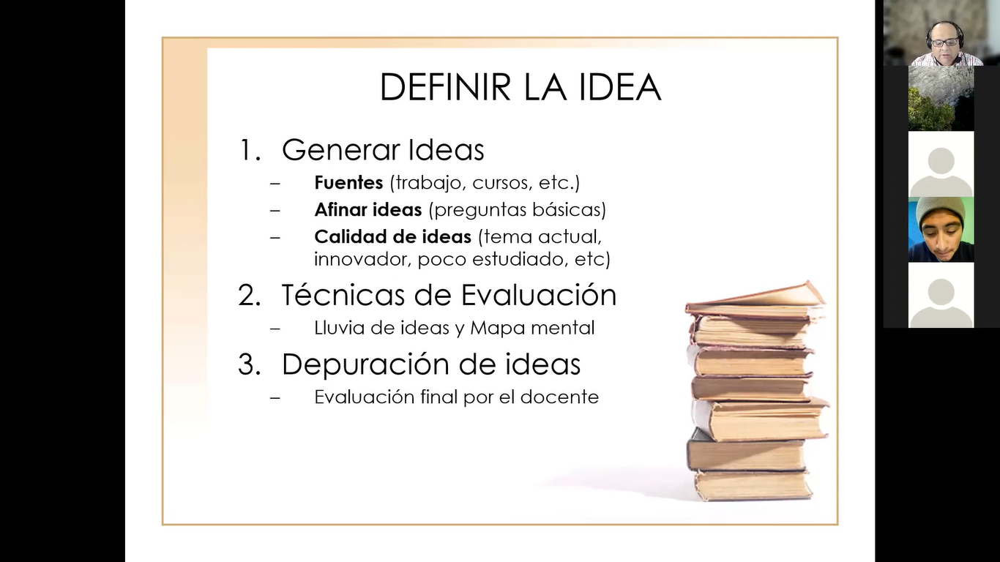 DEFINIR LA IDEA
1. Generar Ideas
– Fuentes (trabajo, cursos, etc.)
– Afinar ideas (preguntas básicas)
– Calidad de ideas (tema actual,
innovador, poco estudiado, etc)
2. Técnicas de Evaluación
– Lluvia de ideas y Mapa mental
3. Depuración de ideas
– Evaluación final por el docente